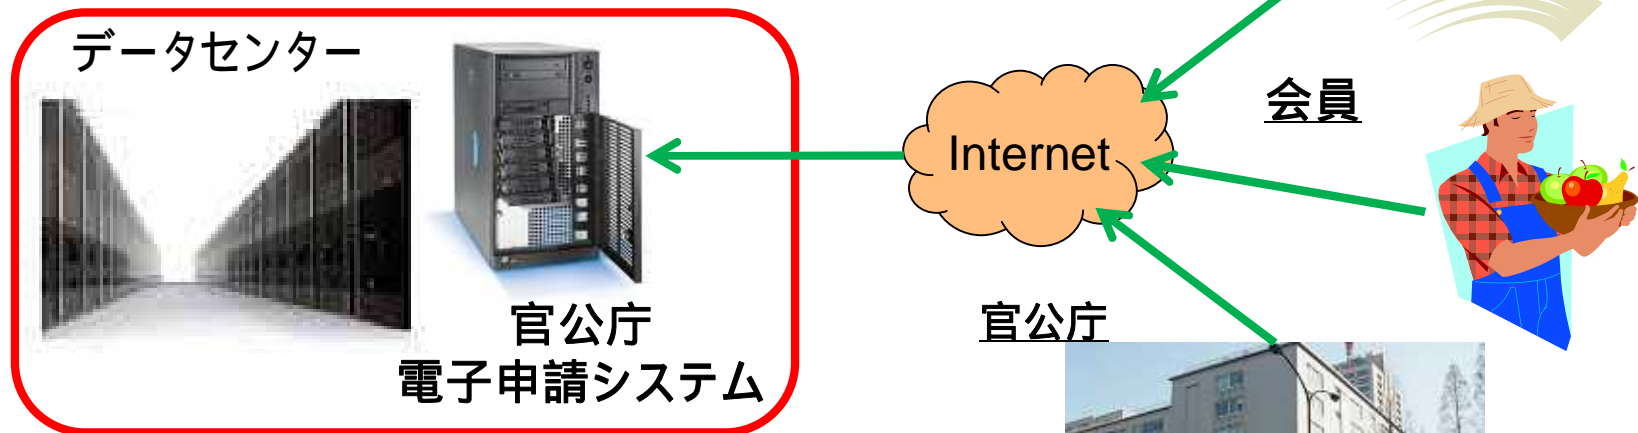 データセンター
会員
Internet
官公庁
官公庁
電子申請システム